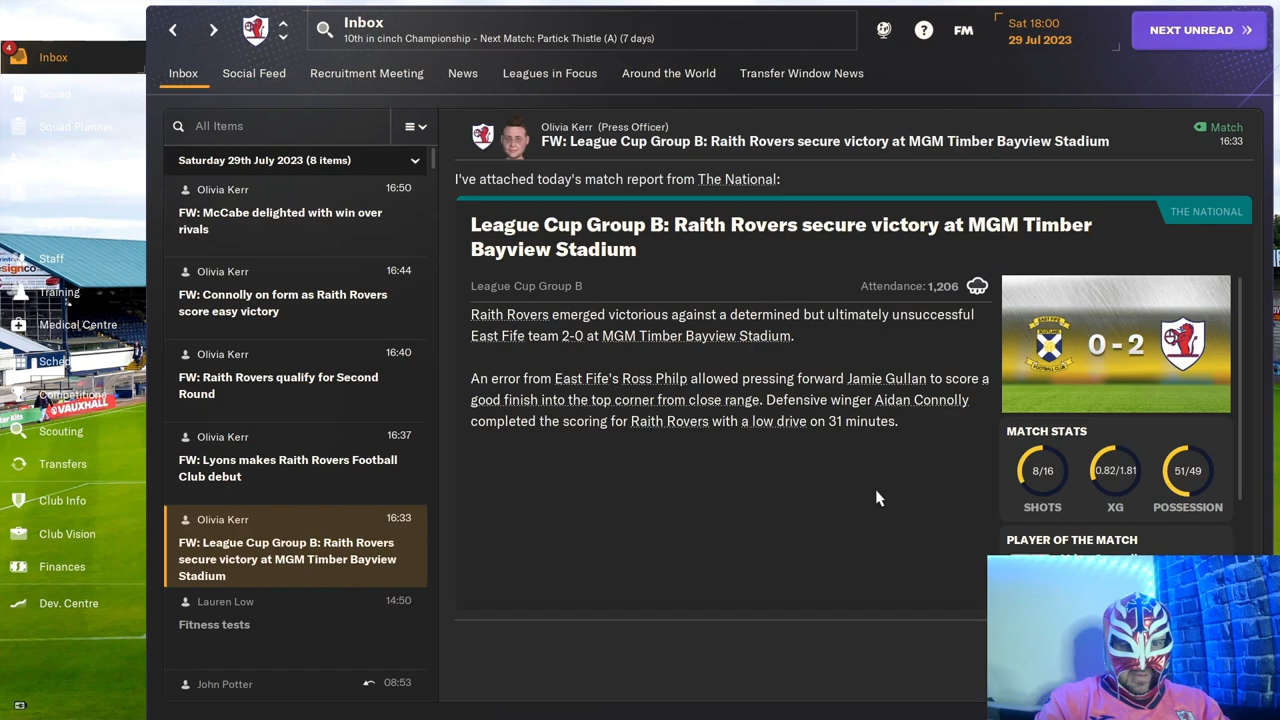 Inbox
10th in cinch Championship - Next Match: Partick Thistle (A) (7 days)
FM
Sat 18:00
29 Jul 2023
NEXT UNREAD
4
Inbox
Squad
Squad Planner
Staff
Training
Medical Centre
Sched
Competitions
Scouting
Transfers
Club Info
Club Vision
Finances
Dev. Centre
Inbox
Social Feed
Recruitment Meeting
News
Leagues in Focus
Around the World
Transfer Window News
All Items
Saturday 29th July 2023 (8 items)
Olivia Kerr 16:50
FW: McCabe delighted with win over
rivals
Olivia Kerr 16:44
FW: Connolly on form as Raith Rovers
score easy victory
Olivia Kerr 16:40
FW: Raith Rovers qualify for Second
Round
Olivia Kerr 16:37
FW: Lyons makes Raith Rovers Football
Club debut
Olivia Kerr 16:33
FW: League Cup Group B: Raith Rovers
secure victory at MGM Timber Bayview
Stadium
Lauren Low 14:50
Fitness tests
John Potter 08:53
Olivia Kerr (Press Officer)
FW: League Cup Group B: Raith Rovers secure victory at MGM Timber Bayview Stadium
Match
16:33
I've attached today's match report from The National:
THE NATIONAL
League Cup Group B: Raith Rovers secure victory at MGM Timber
Bayview Stadium
League Cup Group B
Attendance: 1,206
Raith Rovers emerged victorious against a determined but ultimately unsuccessful
East Fife team 2-0 at MGM Timber Bayview Stadium.
An error from East Fife's Ross Philp allowed pressing forward Jamie Gullan to score a
good finish into the top corner from close range. Defensive winger Aidan Connolly
completed the scoring for Raith Rovers with a low drive on 31 minutes.
0 - 2
MATCH STATS
8/16
0.82/1.81
51/49
SHOTS
XG
POSSESSION
PLAYER OF THE MATCH
VAUXHALL